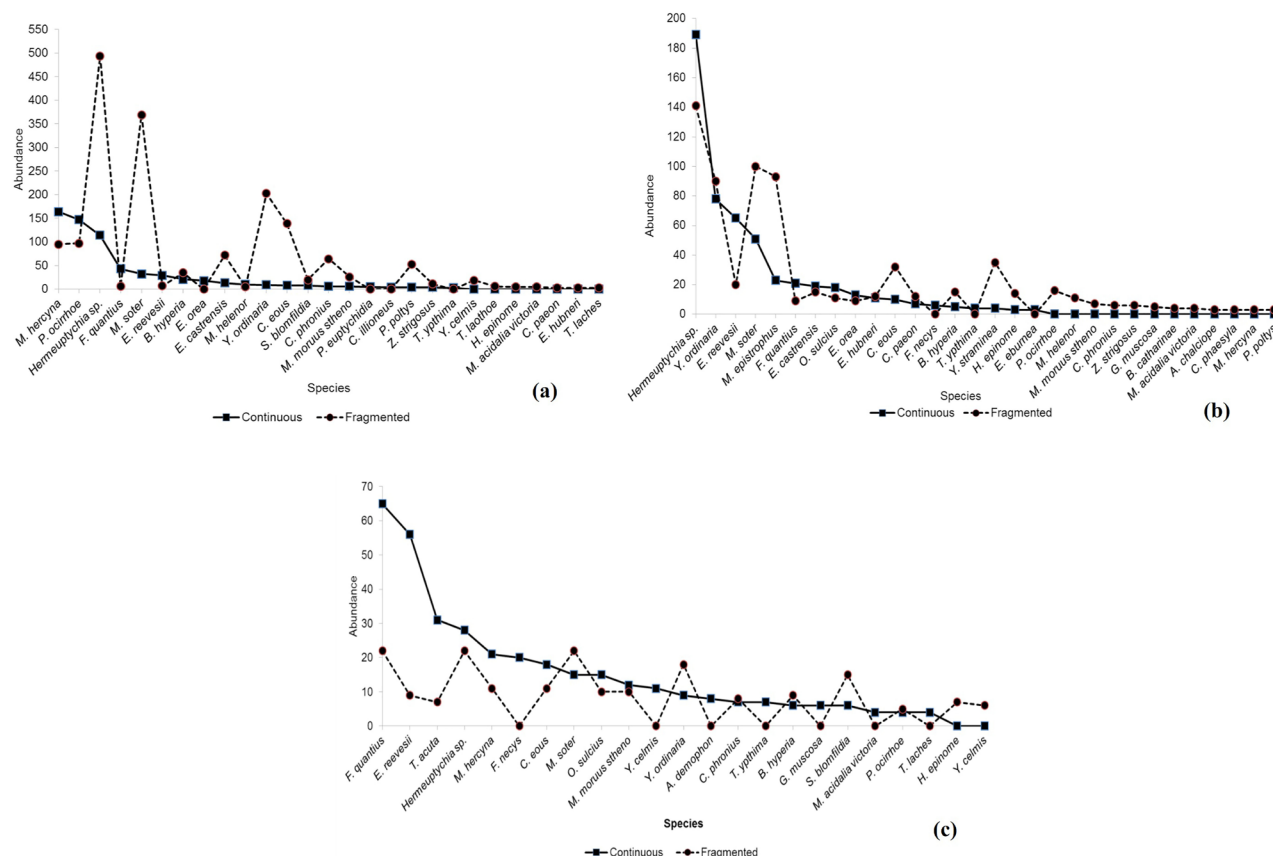 550
500
450
400
350
300
250
200
150
100
50
0
Abundance
M. hercyna
P. ocirrhoe
Hermeuptychia sp.
F. quantius
M. soter
E. reevesii
B. hyperia
E. orea
E. castrensis
M. helenor
Y. ordinaria
C. eous
S. blomfildia
C. phronius
M. moruus stheno
P. euptychidia
C. ilioneus
P. poltys
Z. strigosus
T. ypthima
Y. celmis
T. laothoe
H. epinome
M. acidalia victoria
C. paeon
E. hubneri
T. laches
Species
(a)
Continuous Fragmented
200
180
160
140
120
100
80
60
40
20
0
Abundance
Hermeuptychia sp.
Y. ordinaria
E. reevesii
M. soter
M. epistrophus
F. quantius
E. castrensis
O. sulcius
E. orea
E. hubneri
C. eous
C. paeon
F. necys
B. hyperia
T. ypthima
Y. straminea
H. epinome
E. eburnea
P. ocirrhoe
M. helenor
M. moruus stheno
C. phronius
Z. strigosus
G. muscosa
B. catharinae
M. acidalia victoria
A. chalciope
C. phaesyla
M. hercyna
P. poltys
Species
Continuous Fragmented
(b)
70
60
50
40
30
20
10
0
Abundance
F. quantius
E. reevesii
T. acuta
Hermeuptychia sp.
M. hercyna
F. necys
C. eous
M. soter
O. sulcius
M. moruus stheno
Y. celmis
Y. ordinaria
A. demophon
C. phronius
T. ypthima
B. hyperia
G. muscosa
S. blomfildia
M. acidalia victoria
P. ocirrhoe
T. laches
H. epinome
Y. celmis
Species
(c)
Continuous Fragmented